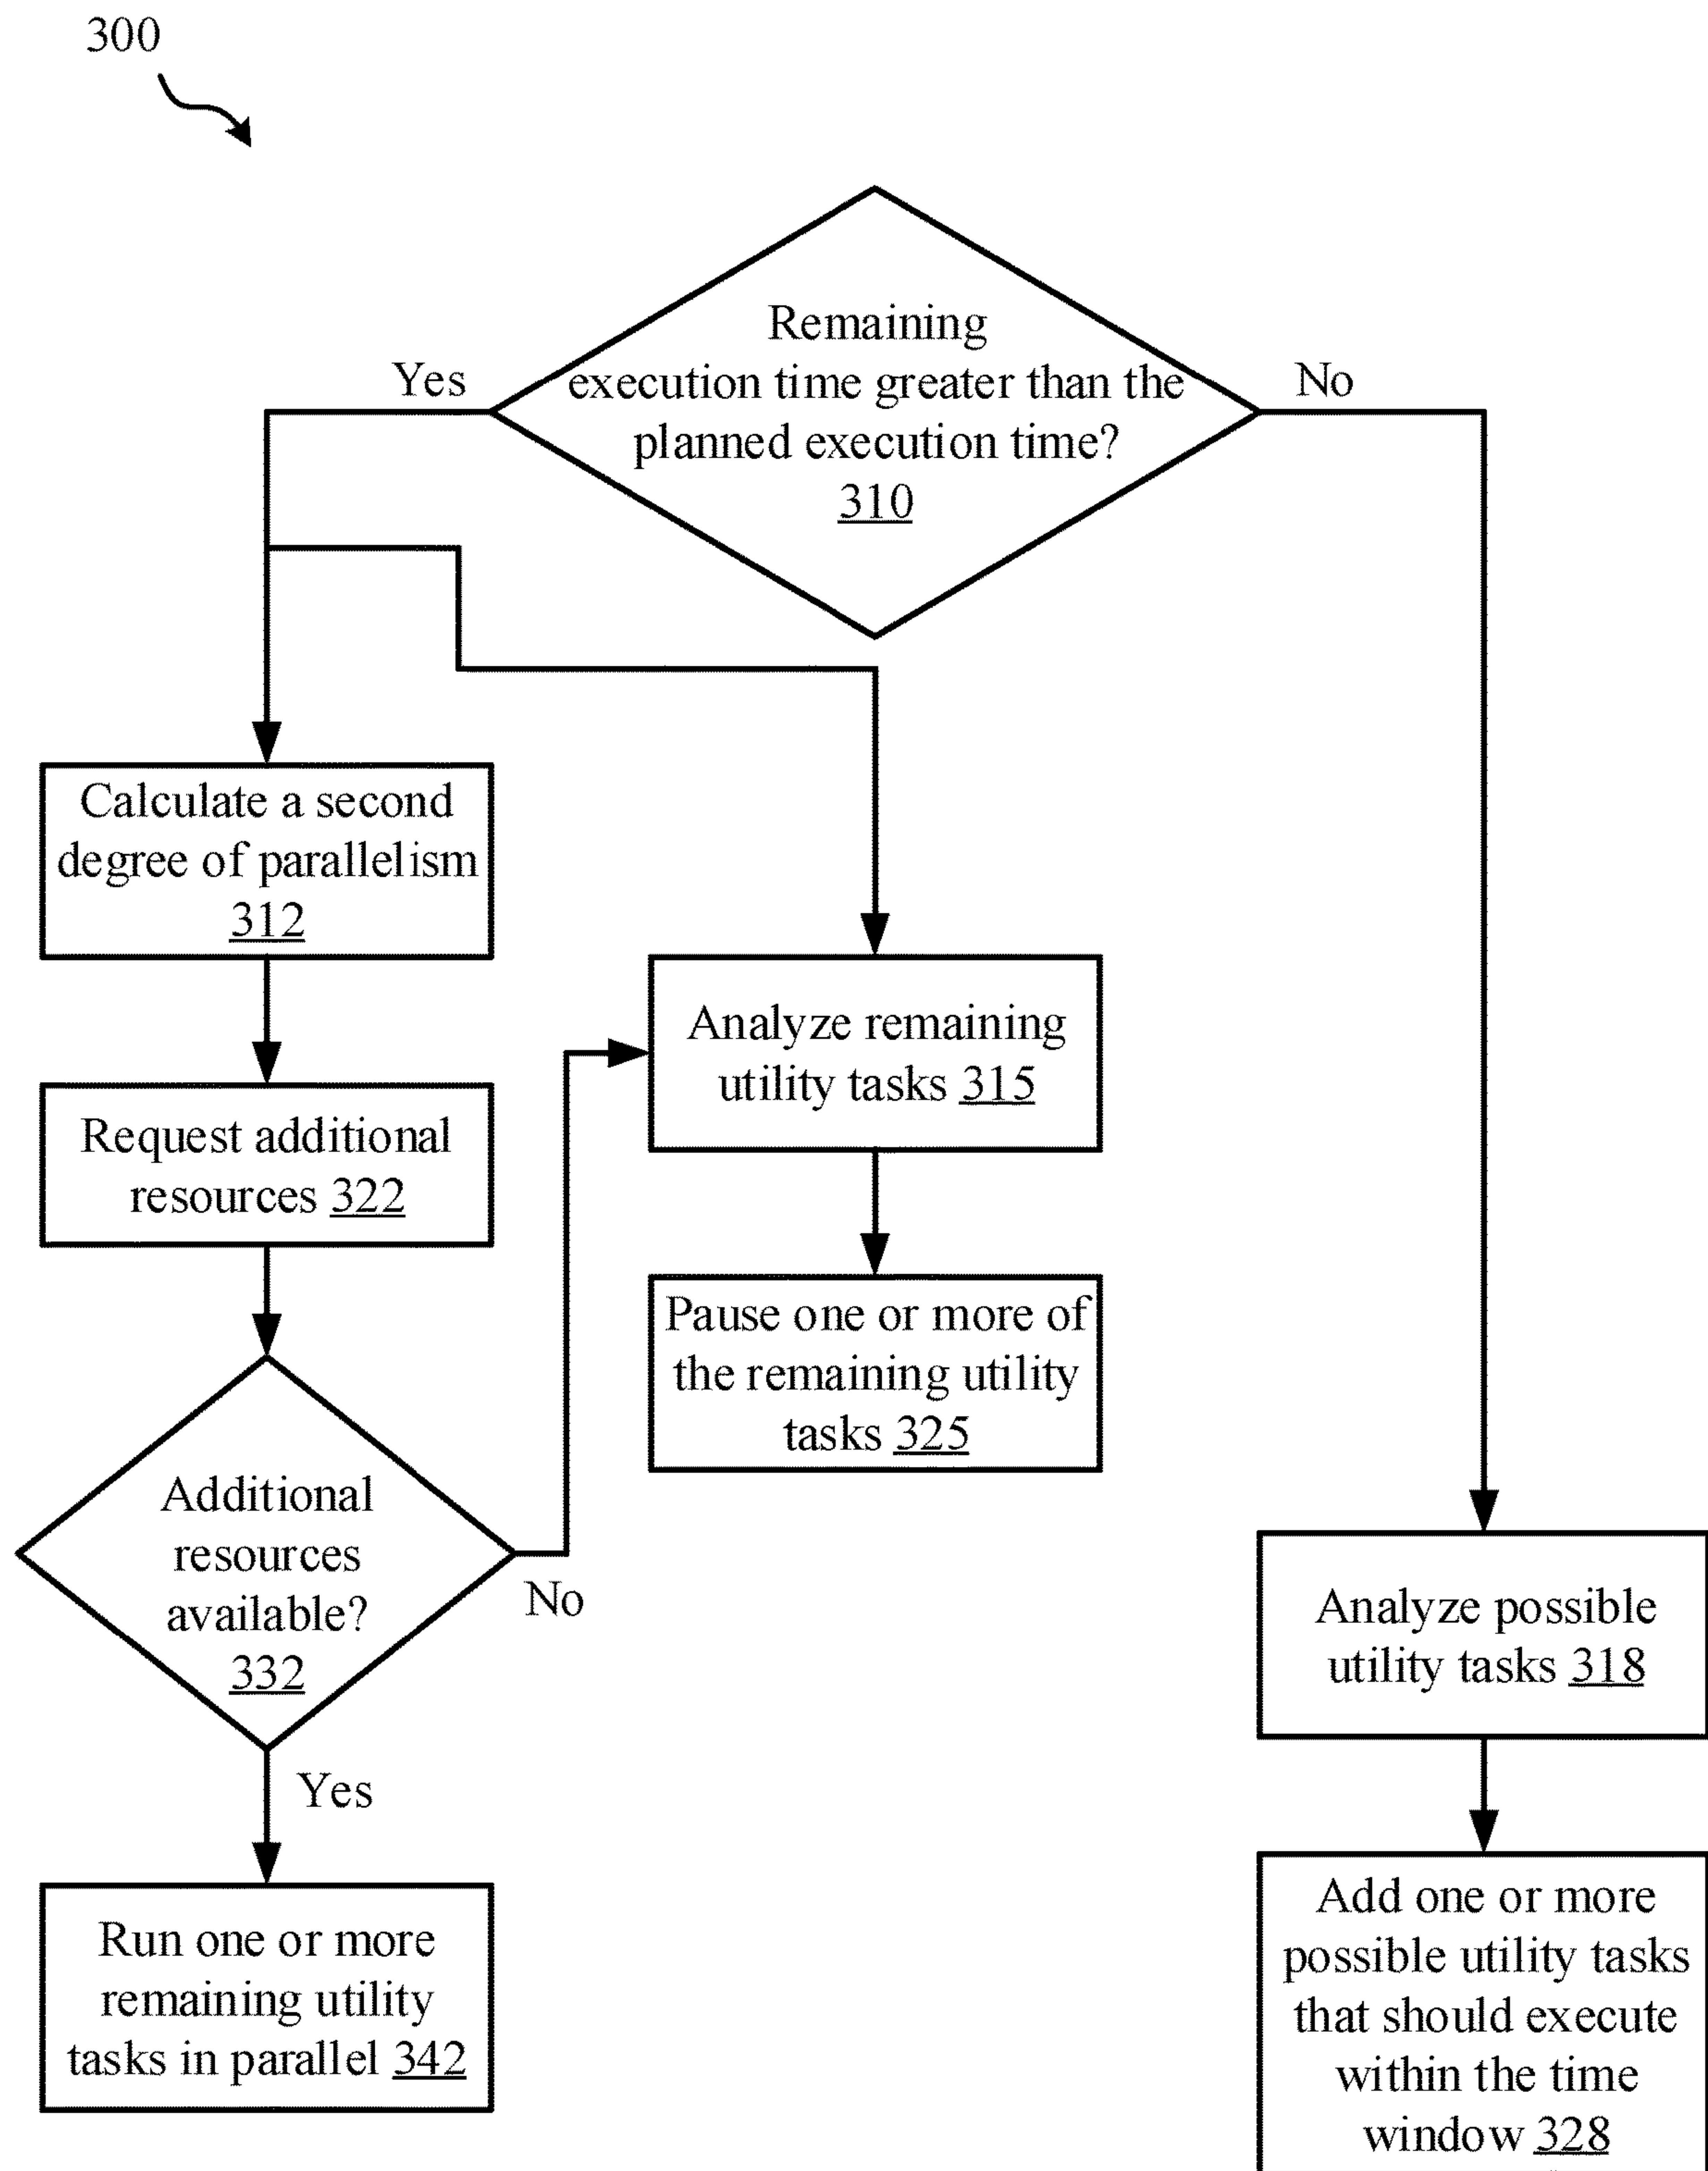 300
Remaining
execution time greater than the
planned execution time?
310
Yes
No
Calculate a second
degree of parallelism
312
Analyze remaining
utility tasks 315
Request additional
resources 322
Pause one or more of
the remaining utility
tasks 325
Additional
resources
available?
332
No
Yes
Analyze possible
utility tasks 318
Run one or more
remaining utility
tasks in parallel 342
Add one or more
possible utility tasks
that should execute
within the time
window 328